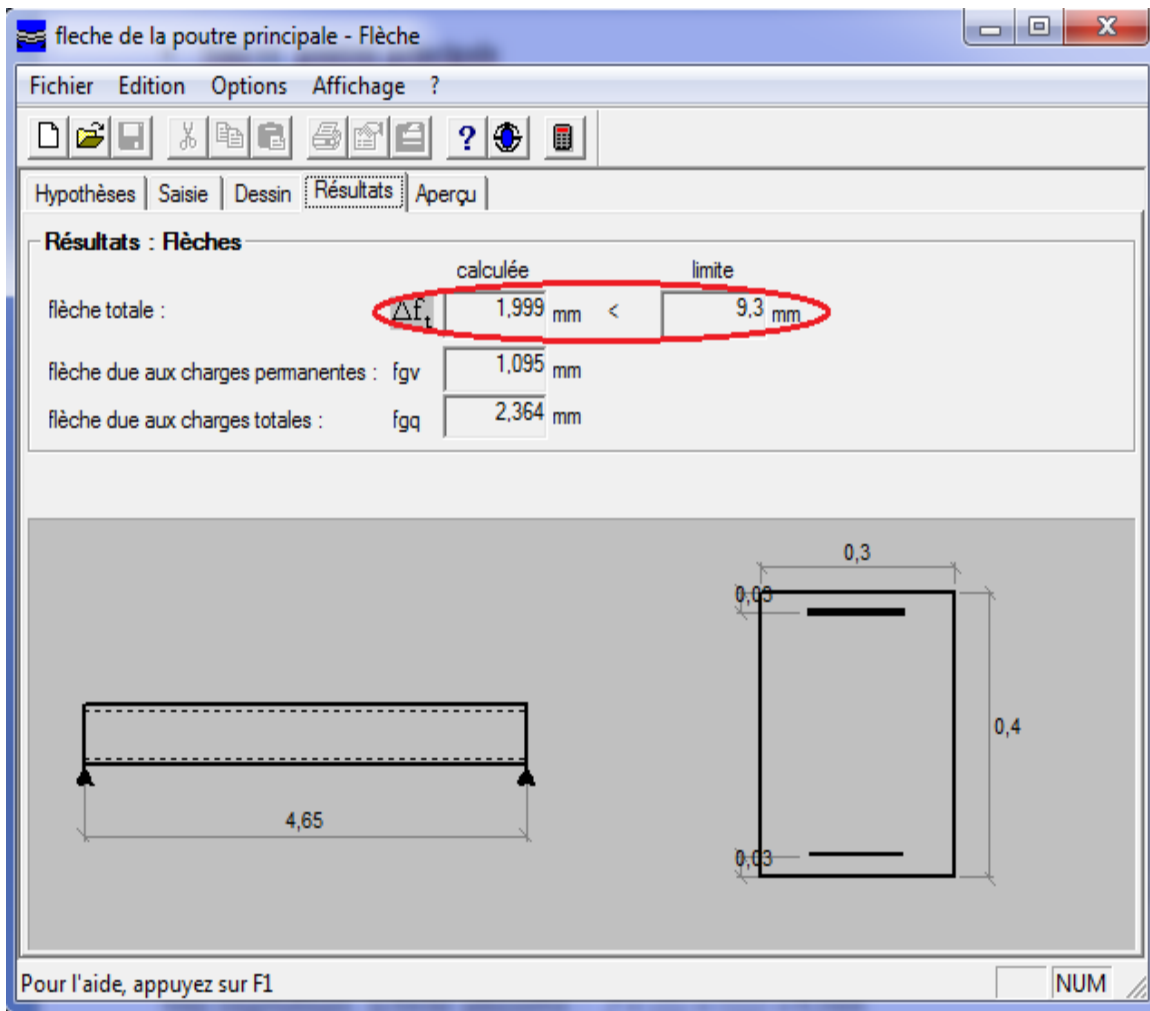 fleche de la poutre principale - Flèche
Fichier Edition Options Affichage ?
Hypothèses Saisie Dessin Résultats Aperçu
Résultats : Flèches
calculée limite
flèche totale : Δft 1,999 mm < 9,3 mm
flèche due aux charges permanentes : fgv 1,095 mm
flèche due aux charges totales : fgq 2,364 mm
0,3
0,03
0,4
4,65
0,03
Pour l'aide, appuyez sur F1 NUM